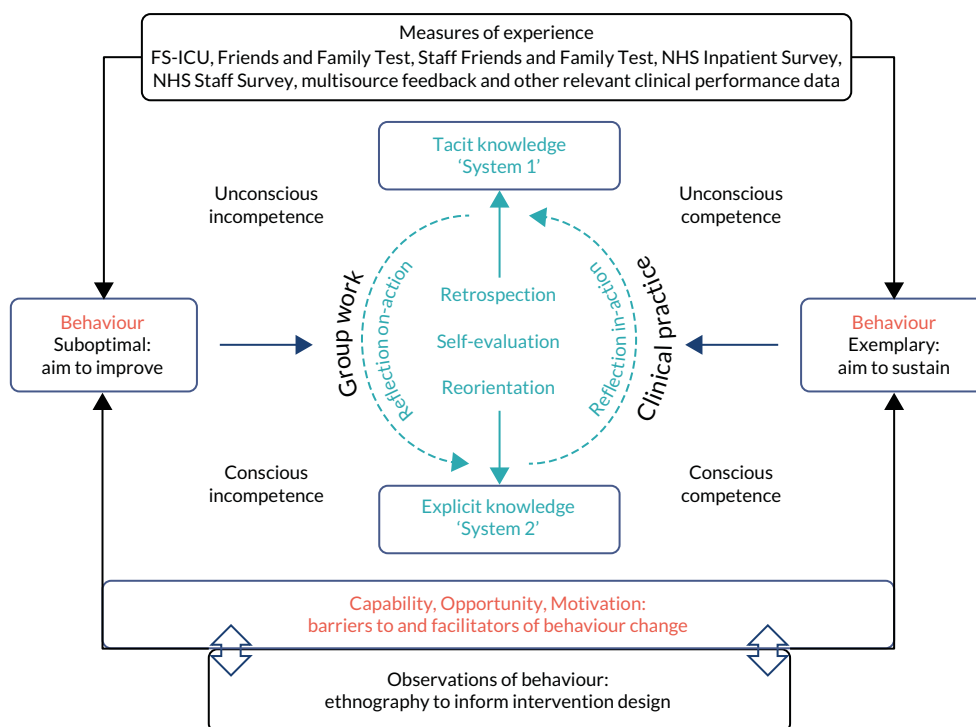 Measures of experience
FS-ICU, Friends and Family Test, Staff Friends and Family Test, NHS Inpatient Survey,
NHS Staff Survey, multisource feedback and other relevant clinical performance data
Tacit knowledge
‘System 1’
Unconscious
incompetence
Unconscious
competence
Group work
Reflection on-action
Retrospection
Self-evaluation
Reorientation
Reflection in-action
Clinical practice
Behaviour
Suboptimal:
aim to improve
Behaviour
Exemplary:
aim to sustain
Conscious
incompetence
Conscious
competence
Explicit knowledge
‘System 2’
Capability, Opportunity, Motivation:
barriers to and facilitators of behaviour change
Observations of behaviour:
ethnography to inform intervention design